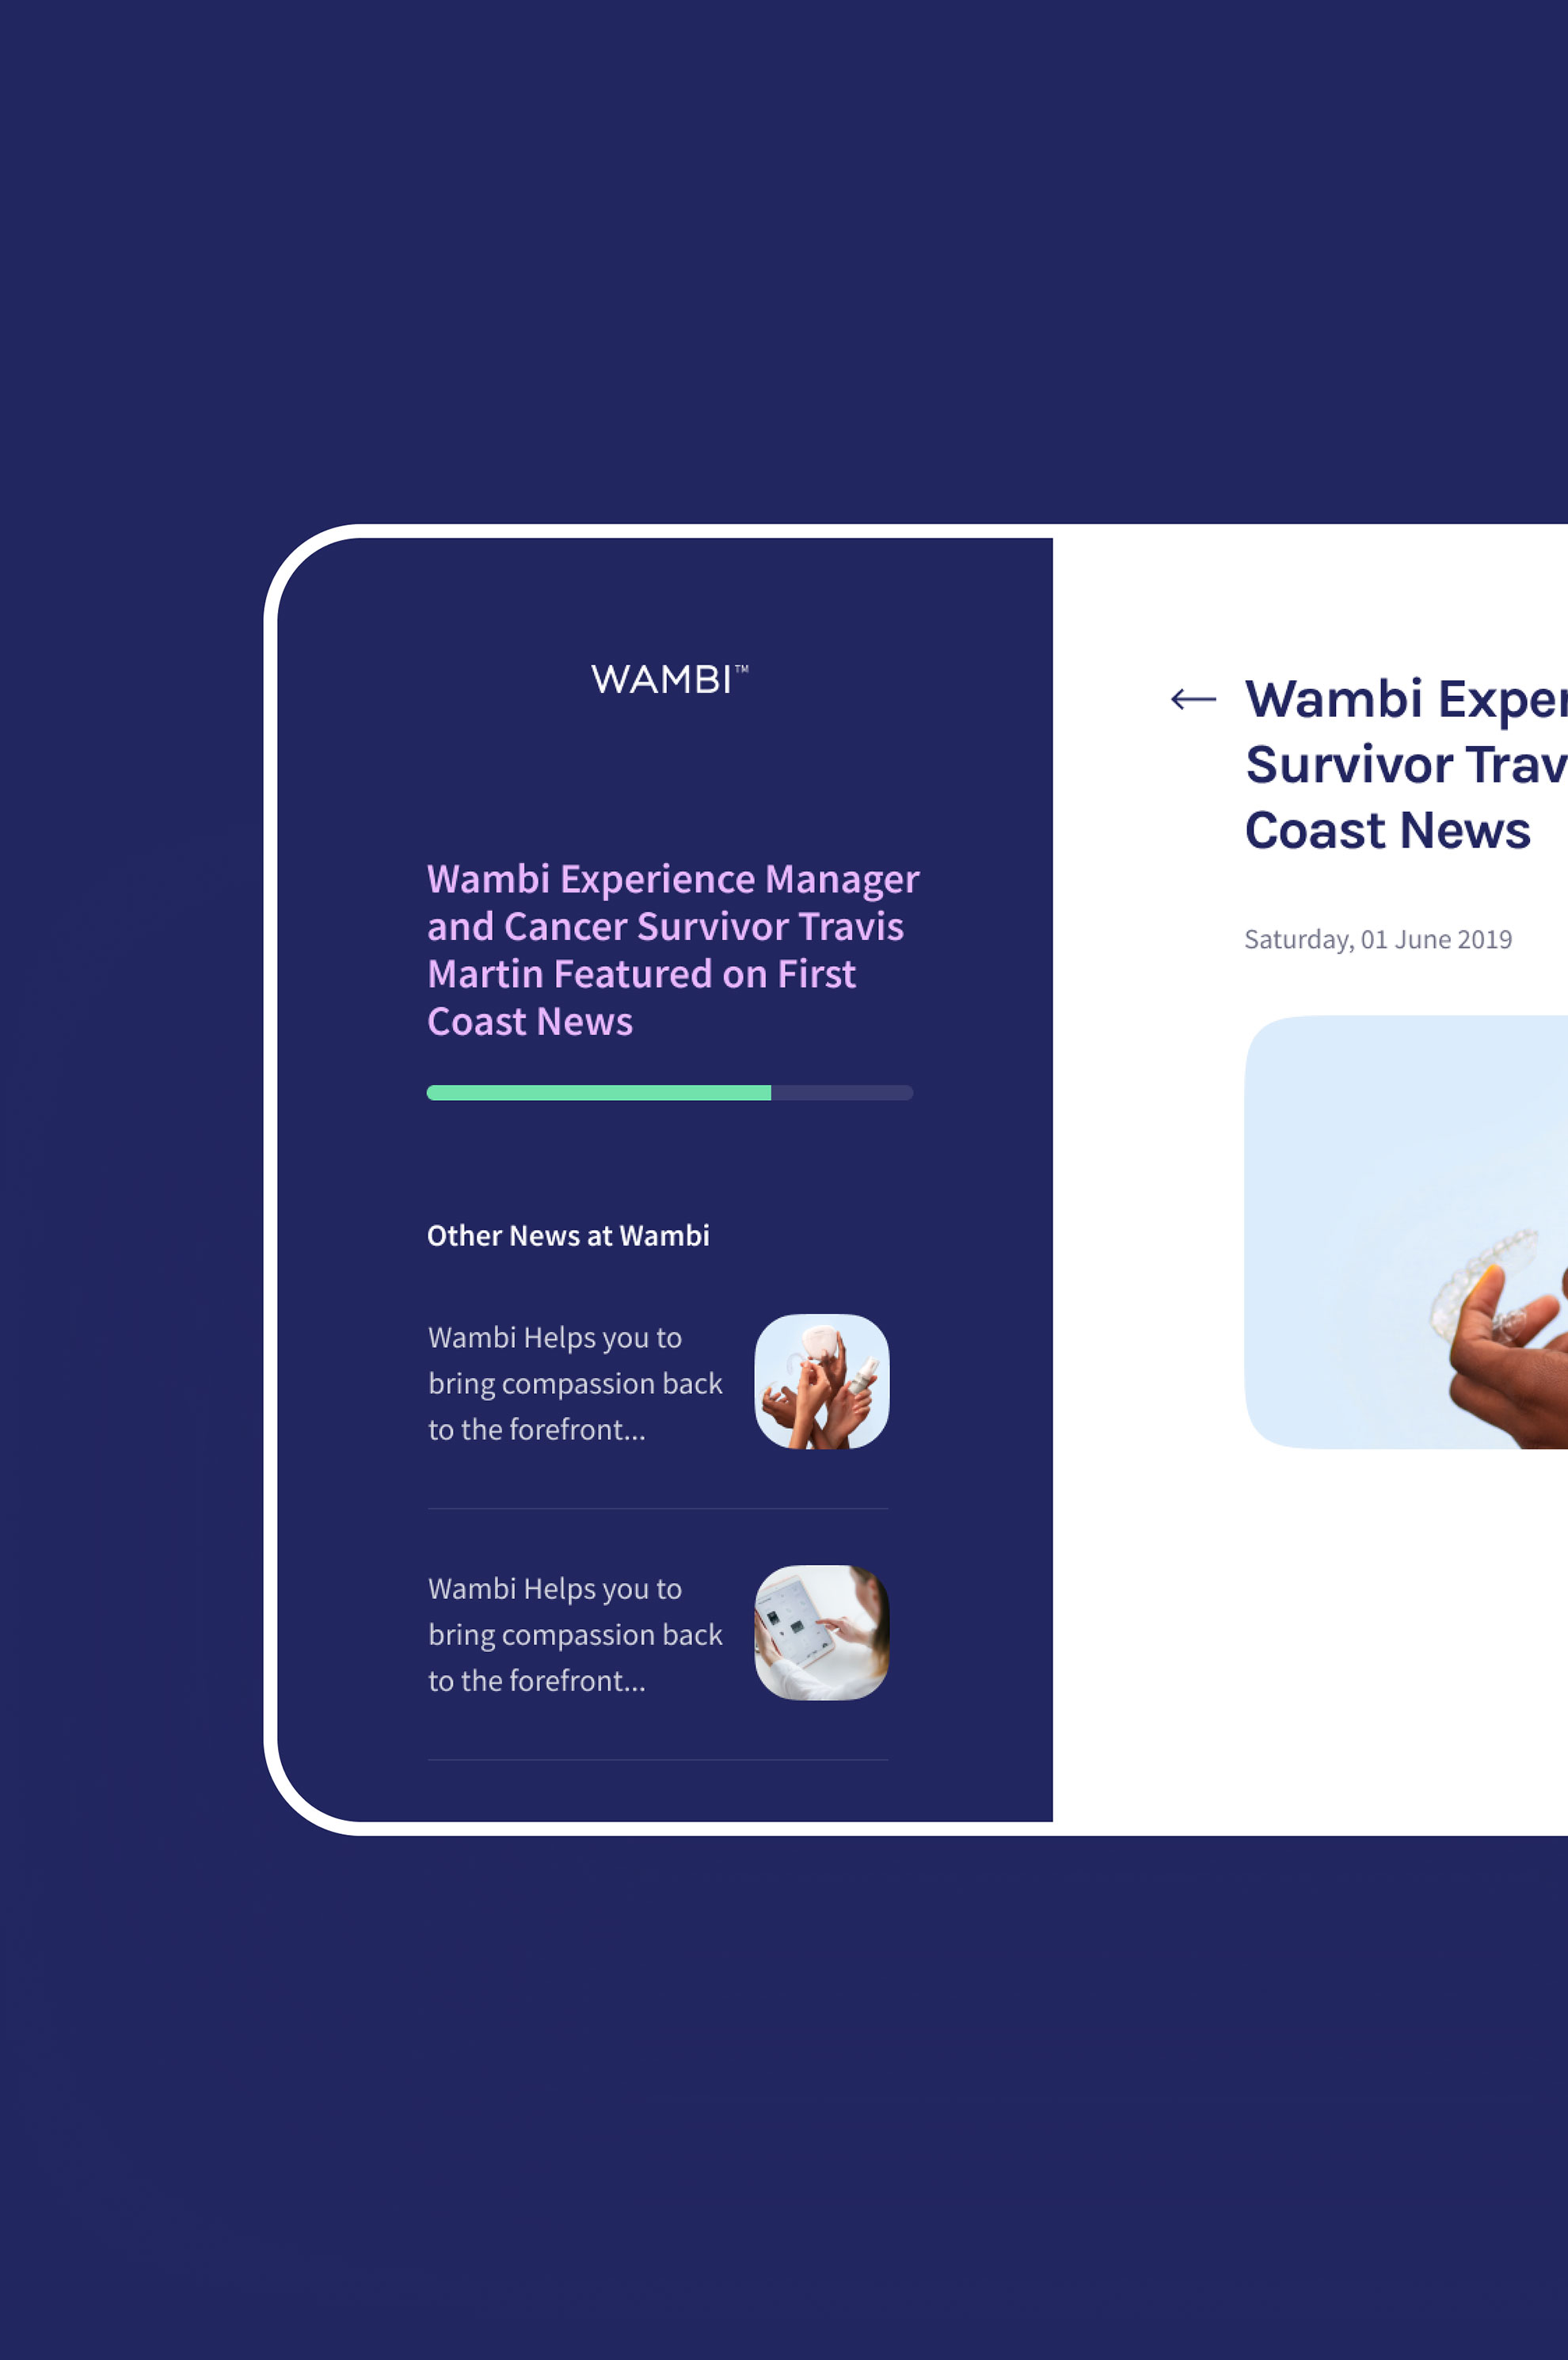 WAMBI™
Wambi Experience Manager
and Cancer Survivor Travis
Martin Featured on First
Coast News
Other News at Wambi
Wambi Helps you to
bring compassion back
to the forefront...
Wambi Helps you to
bring compassion back
to the forefront...
← Wambi Exper
Survivor Trav
Coast News
Saturday, 01 June 2019